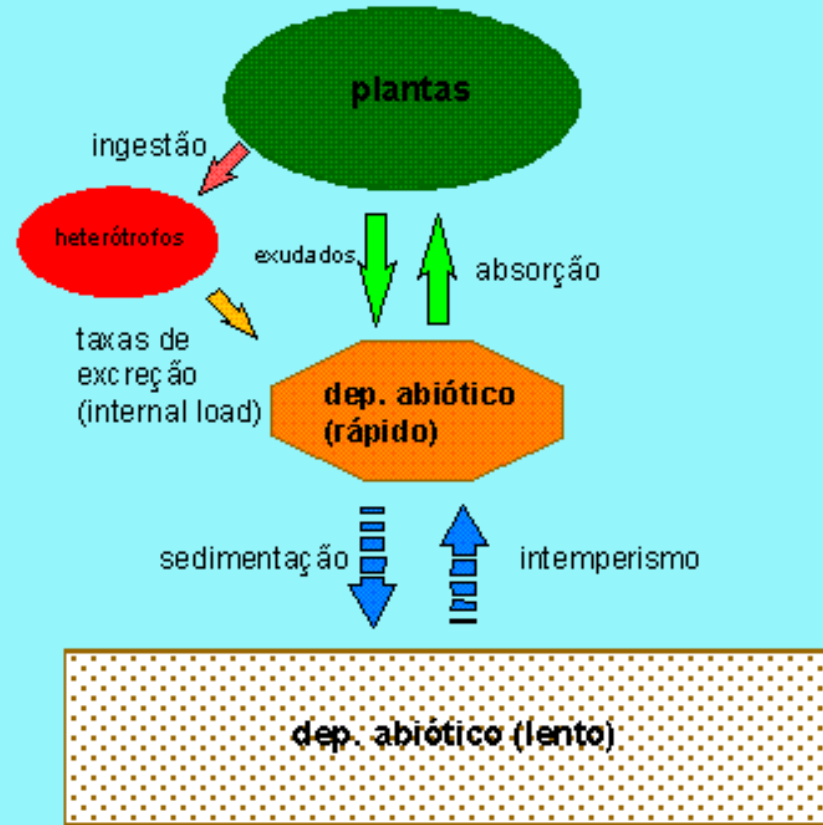 plantas
ingestão
heterótrofos
exudados
absorção
taxas de
excreção
(internal load)
dep. abiótico
(rápido)
sedimentação
intemperismo
dep. abiótico (lento)